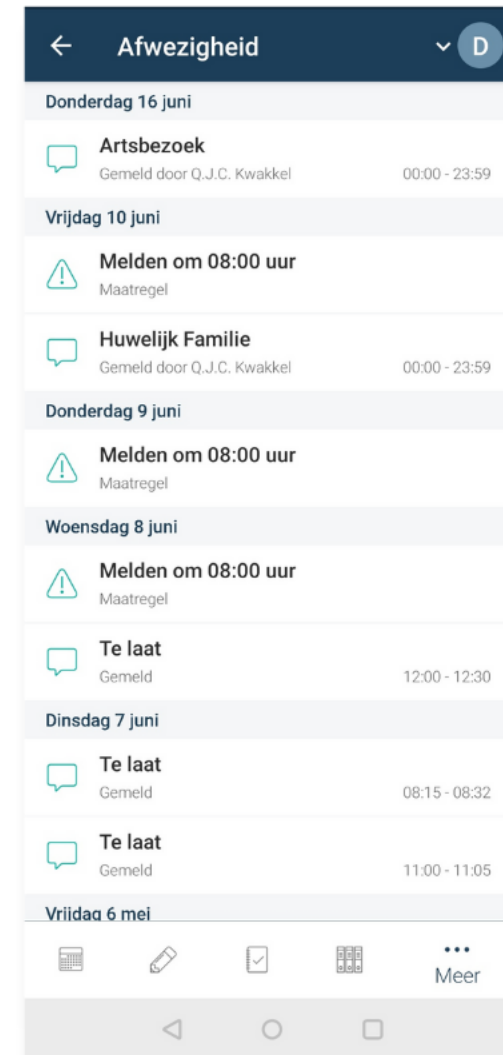 Afwezigheid
D
Donderdag 16 juni
Artsbezoek
Gemeld door Q.J.C. Kwakkel 00:00 - 23:59
Vrijdag 10 juni
Melden om 08:00 uur
Maatregel
Huwelijk Familie
Gemeld door Q.J.C. Kwakkel 00:00 - 23:59
Donderdag 9 juni
Melden om 08:00 uur
Maatregel
Woensdag 8 juni
Melden om 08:00 uur
Maatregel
Te laat
Gemeld 12:00 - 12:30
Dinsdag 7 juni
Te laat
Gemeld 08:15 - 08:32
Te laat
Gemeld 11:00 - 11:05
Vrijdag 6 mei
Meer